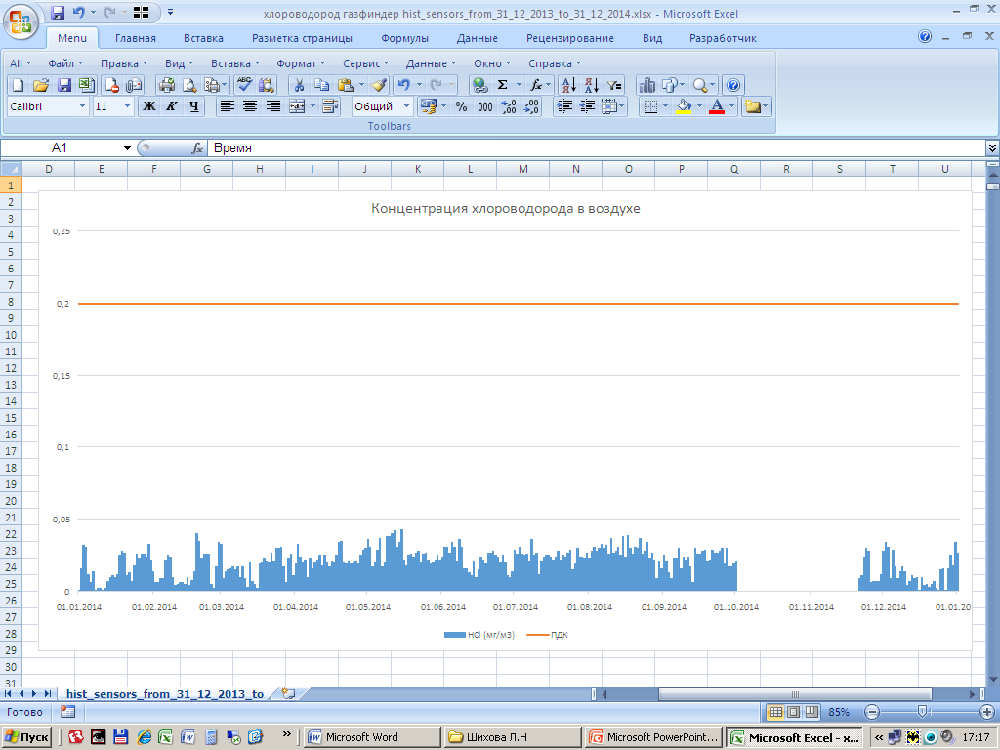 хлороводород газфиндер hist_sensors_from_31_12_2013_to_31_12_2014.xlsx - Microsoft Excel
Menu Главная Вставка Разметка страницы Формулы Данные Рецензирование Вид Разработчик
All Файл Правка Вид Вставка Формат Сервис Данные Окно Справка
Calibri 11 Ж К Ч Общий % 000
Toolbars
A1 fx Время
D E F G H I J K L M N O P Q R S T U
1
2
3
4
5
6
7
8
9
10
11
12
13
14
15
16
17
18
19
20
21
22
23
24
25
26
27
28
29
30
31
Концентрация хлороводорода в воздухе
0,25
0,2
0,15
0,1
0,05
0
01.01.2014 01.02.2014 01.03.2014 01.04.2014 01.05.2014 01.06.2014 01.07.2014 01.08.2014 01.09.2014 01.10.2014 01.11.2014 01.12.2014 01.01.20
HCl (мг/м3) ПДК
hist_sensors_from_31_12_2013_to
Готово 85%
Пуск » Microsoft Word Шихова Л.Н Microsoft PowerPoint... Microsoft Excel - х... « 17:17